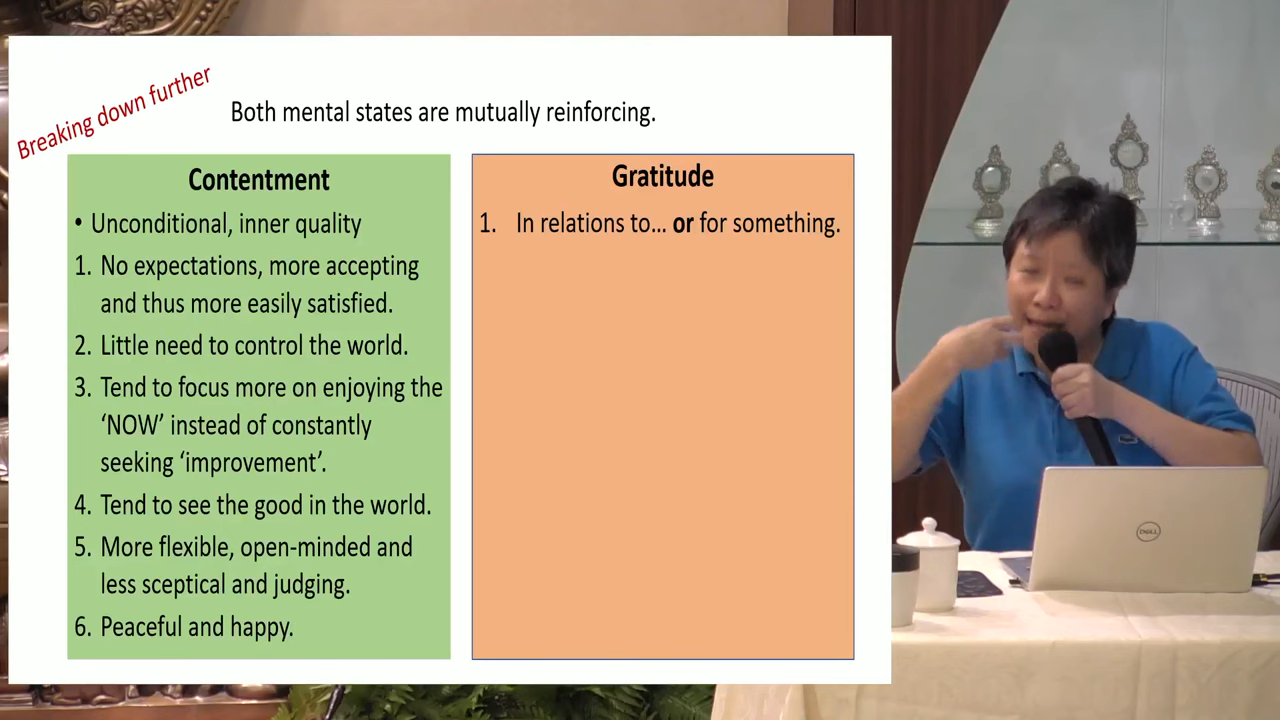 Breaking down further
Both mental states are mutually reinforcing.
Contentment
• Unconditional, inner quality
1. No expectations, more accepting
and thus more easily satisfied.
2. Little need to control the world.
3. Tend to focus more on enjoying the
‘NOW’ instead of constantly
seeking ‘improvement’.
4. Tend to see the good in the world.
5. More flexible, open-minded and
less sceptical and judging.
6. Peaceful and happy.
Gratitude
1. In relations to... or for something.
DELL